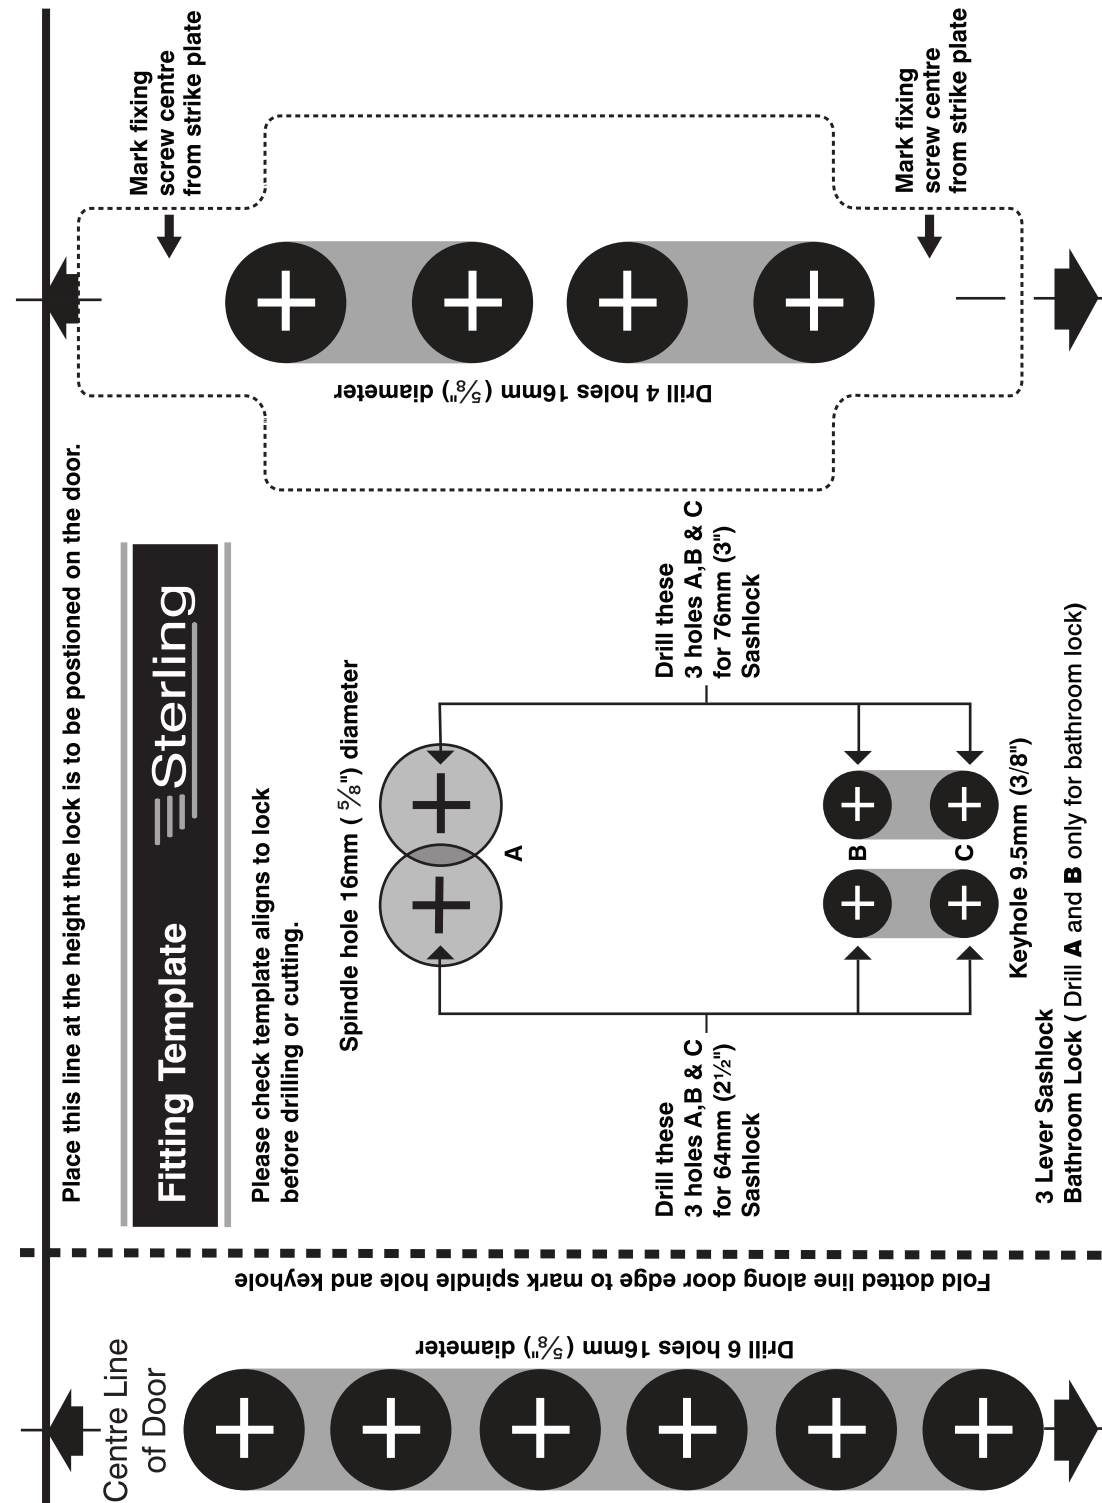 Place this line at the height the lock is to be postioned on the door.
Fitting Template
Sterling
Please check template aligns to lock
before drilling or cutting.
Centre Line
of Door
Drill 6 holes 16mm (⅝") diameter
Fold dotted line along door edge to mark spindle hole and keyhole
Spindle hole 16mm ( ⅝") diameter
A
Drill these
3 holes A,B & C
for 64mm (2½")
Sashlock
Drill these
3 holes A,B & C
for 76mm (3")
Sashlock
B
C
Keyhole 9.5mm (3/8")
3 Lever Sashlock
Bathroom Lock ( Drill A and B only for bathroom lock)
Mark fixing
screw centre
from strike plate
Drill 4 holes 16mm (⅝") diameter
Mark fixing
screw centre
from strike plate